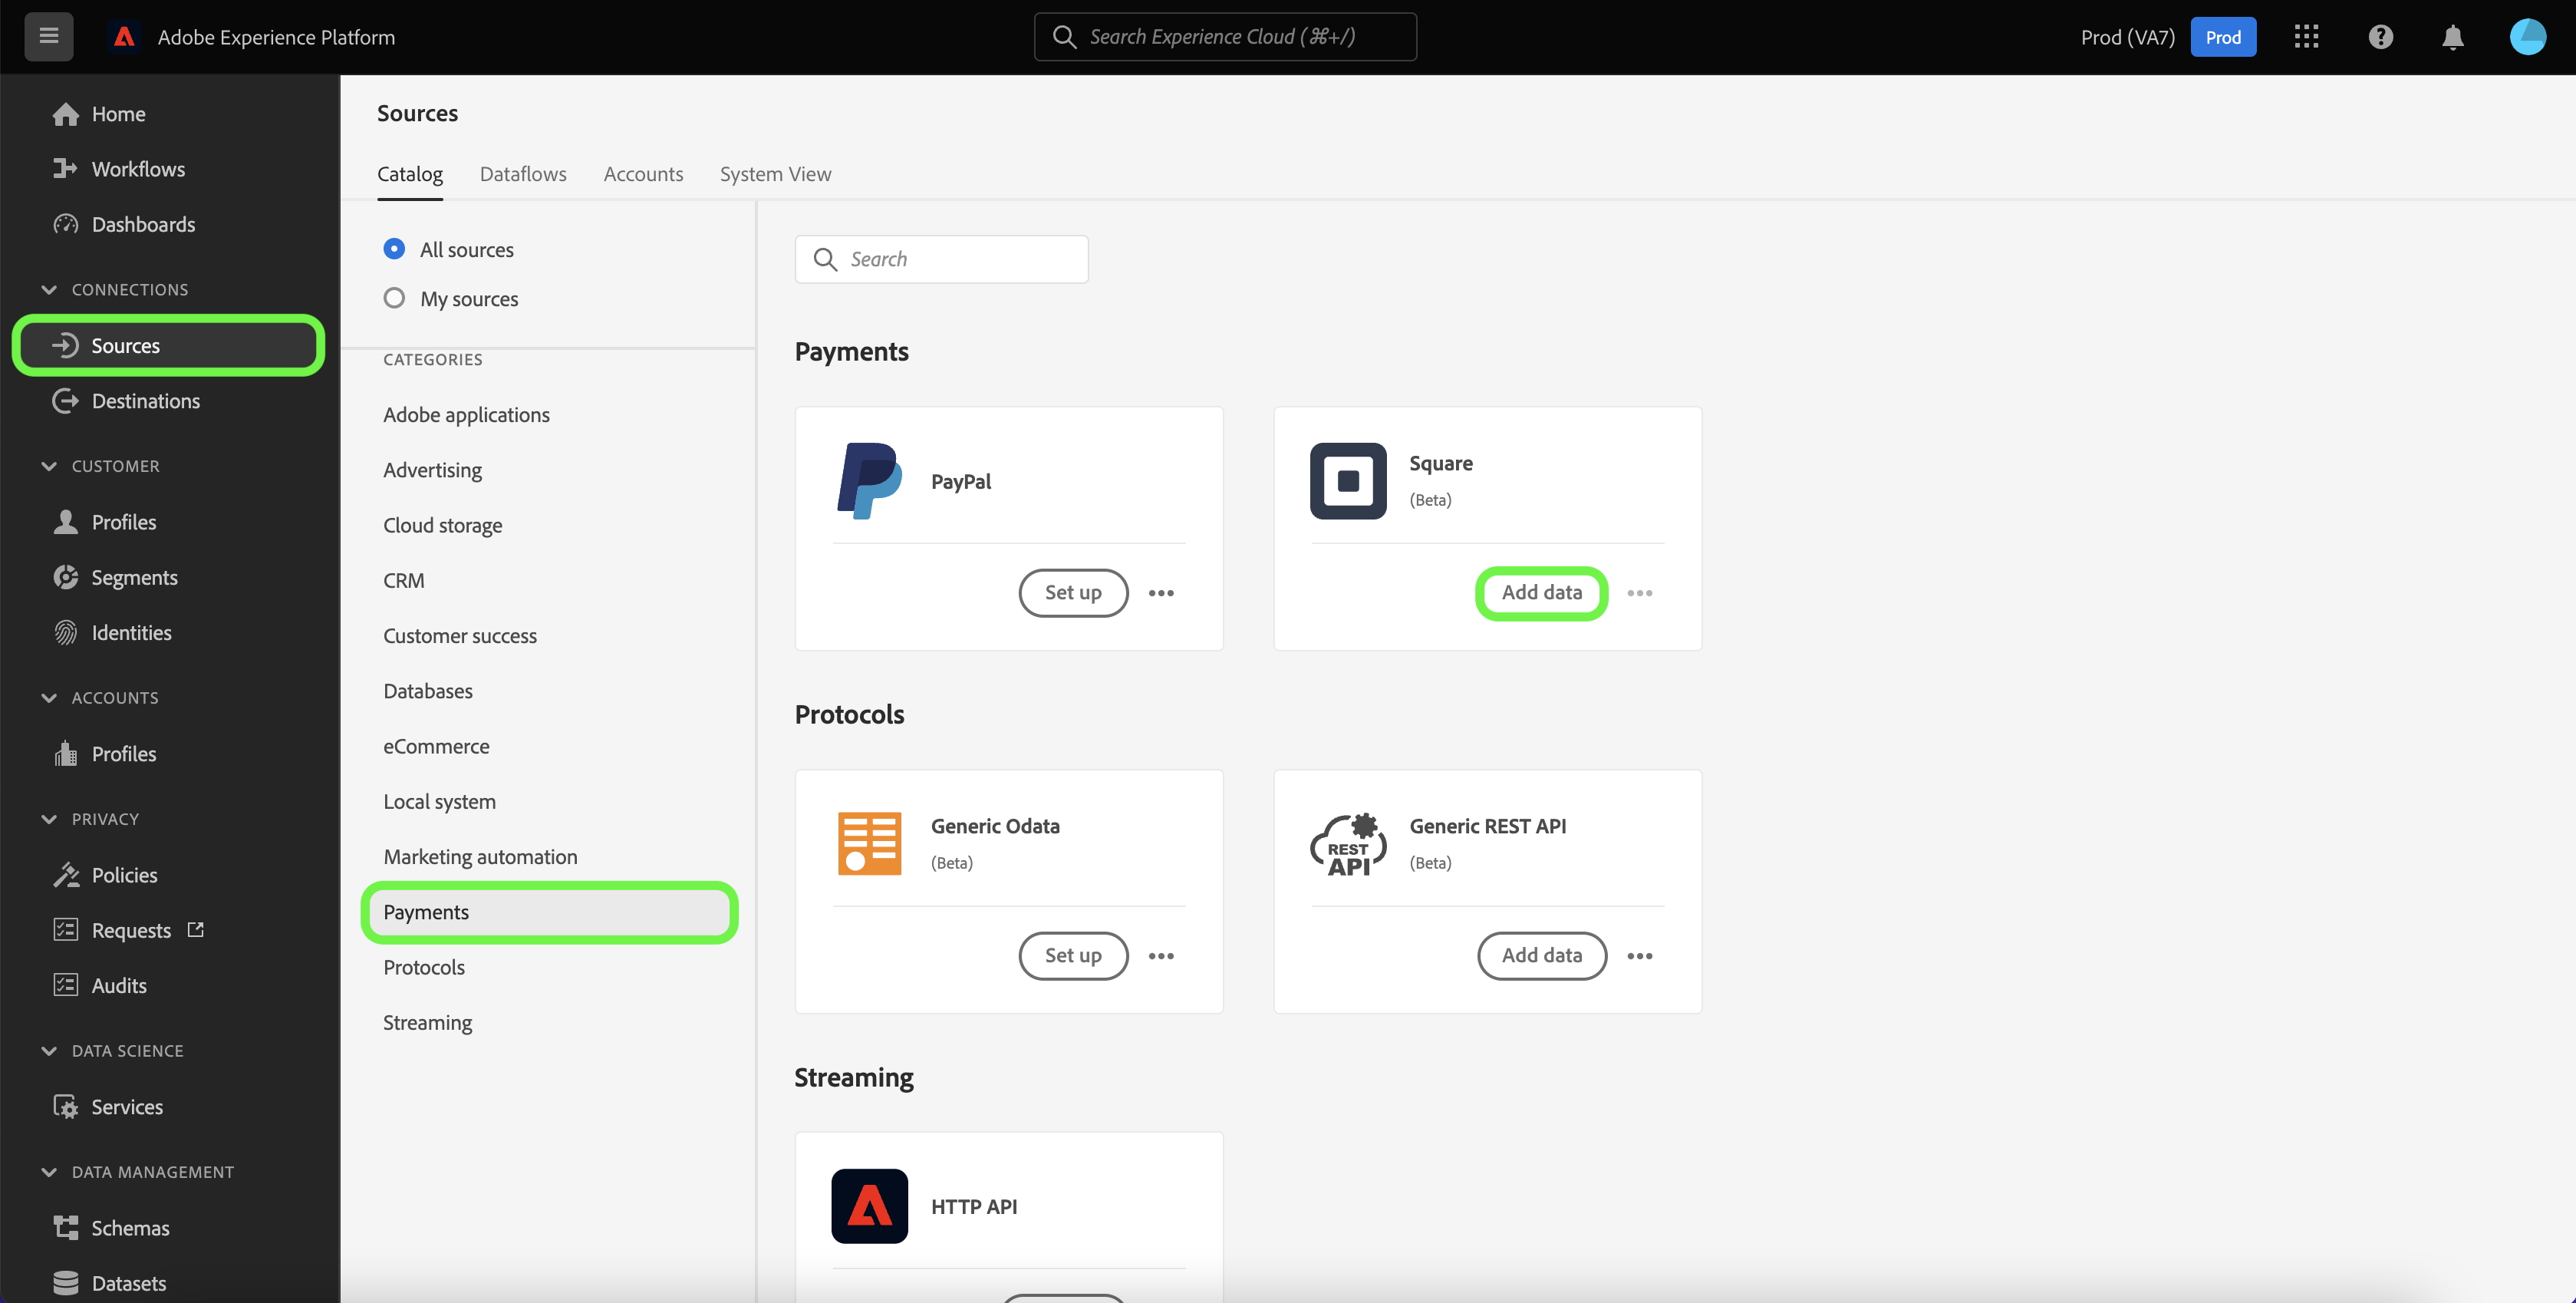 Adobe Experience Platform
Search Experience Cloud (⌘+/)
Prod (VA7)
Prod
Home
Workflows
Dashboards
CONNECTIONS
Sources
Destinations
CUSTOMER
Profiles
Segments
Identities
ACCOUNTS
Profiles
PRIVACY
Policies
Requests
Audits
DATA SCIENCE
Services
DATA MANAGEMENT
Schemas
Datasets
Sources
Catalog
Dataflows
Accounts
System View
All sources
My sources
CATEGORIES
Adobe applications
Advertising
Cloud storage
CRM
Customer success
Databases
eCommerce
Local system
Marketing automation
Payments
Protocols
Streaming
Search
Payments
PayPal
Set up
Square
(Beta)
Add data
Protocols
Generic Odata
(Beta)
Set up
REST
API
Generic REST API
(Beta)
Add data
Streaming
HTTP API